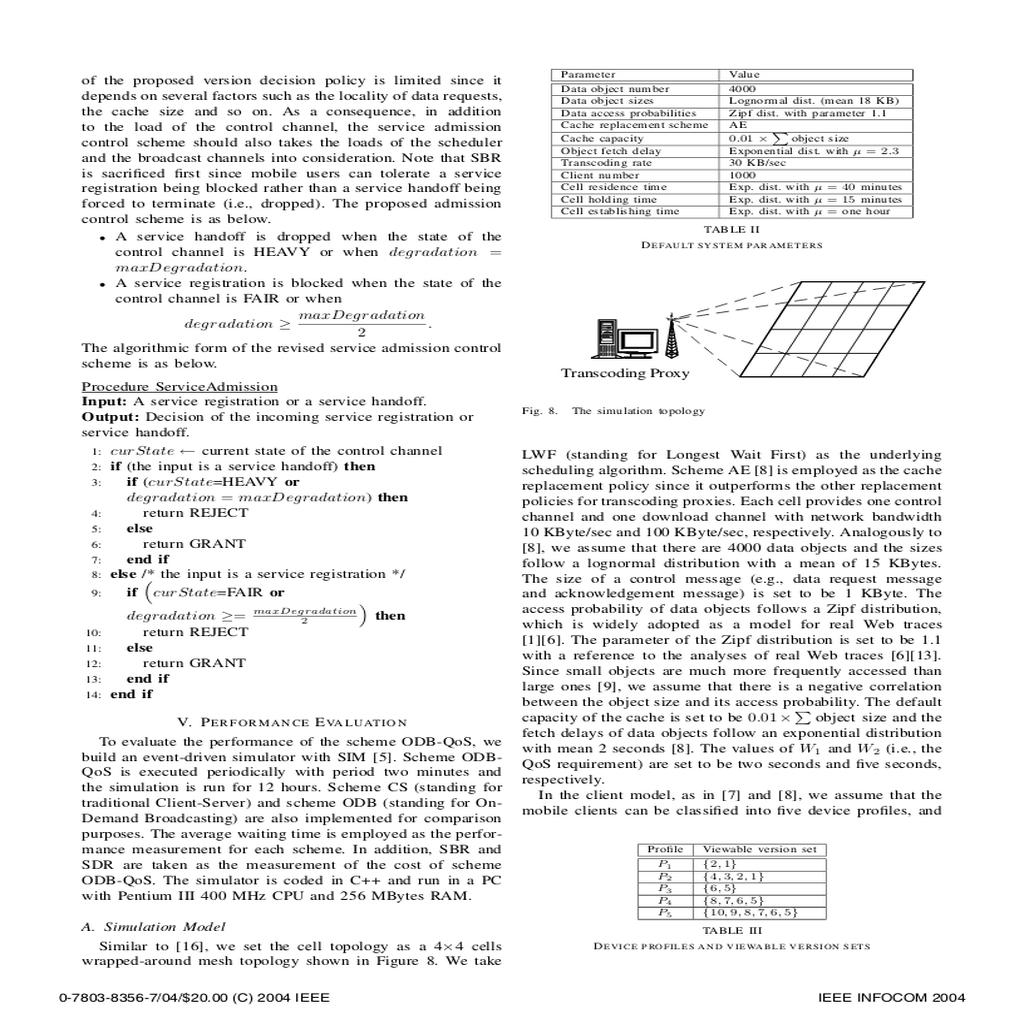 of the proposed version decision policy is limited since it
depends on several factors such as the locality of data requests,
the cache size and so on. As a consequence, in addition
to the load of the control channel, the service admission
control scheme should also takes the loads of the scheduler
and the broadcast channels into consideration. Note that SBR
is sacrificed first since mobile users can tolerate a service
registration being blocked rather than a service handoff being
forced to terminate (i.e., dropped). The proposed admission
control scheme is as below.
• A service handoff is dropped when the state of the
control channel is HEAVY or when degradation =
maxDegradation.
• A service registration is blocked when the state of the
control channel is FAIR or when
degradation ≥ maxDegradation / 2 .
The algorithmic form of the revised service admission control
scheme is as below.
Procedure ServiceAdmission
Input: A service registration or a service handoff.
Output: Decision of the incoming service registration or
service handoff.
1: curState ← current state of the control channel
2: if (the input is a service handoff) then
3: if (curState=HEAVY or
degradation = maxDegradation) then
4: return REJECT
5: else
6: return GRANT
7: end if
8: else /* the input is a service registration */
9: if (curState=FAIR or
degradation >= maxDegradation / 2 ) then
10: return REJECT
11: else
12: return GRANT
13: end if
14: end if
V. PERFORMANCE EVALUATION
To evaluate the performance of the scheme ODB-QoS, we
build an event-driven simulator with SIM [5]. Scheme ODB-
QoS is executed periodically with period two minutes and
the simulation is run for 12 hours. Scheme CS (standing for
traditional Client-Server) and scheme ODB (standing for On-
Demand Broadcasting) are also implemented for comparison
purposes. The average waiting time is employed as the perfor-
mance measurement for each scheme. In addition, SBR and
SDR are taken as the measurement of the cost of scheme
ODB-QoS. The simulator is coded in C++ and run in a PC
with Pentium III 400 MHz CPU and 256 MBytes RAM.
A. Simulation Model
Similar to [16], we set the cell topology as a 4×4 cells
wrapped-around mesh topology shown in Figure 8. We take
Parameter Value
Data object number 4000
Data object sizes Lognormal dist. (mean 18 KB)
Data access probabilities Zipf dist. with parameter 1.1
Cache replacement scheme AE
Cache capacity 0.01 × ∑ object size
Object fetch delay Exponential dist. with μ = 2.3
Transcoding rate 30 KB/sec
Client number 1000
Cell residence time Exp. dist. with μ = 40 minutes
Cell holding time Exp. dist. with μ = 15 minutes
Cell establishing time Exp. dist. with μ = one hour
TABLE II
DEFAULT SYSTEM PARAMETERS
Transcoding Proxy
Fig. 8. The simulation topology
LWF (standing for Longest Wait First) as the underlying
scheduling algorithm. Scheme AE [8] is employed as the cache
replacement policy since it outperforms the other replacement
policies for transcoding proxies. Each cell provides one control
channel and one download channel with network bandwidth
10 KByte/sec and 100 KByte/sec, respectively. Analogously to
[8], we assume that there are 4000 data objects and the sizes
follow a lognormal distribution with a mean of 15 KBytes.
The size of a control message (e.g., data request message
and acknowledgement message) is set to be 1 KByte. The
access probability of data objects follows a Zipf distribution,
which is widely adopted as a model for real Web traces
[1][6]. The parameter of the Zipf distribution is set to be 1.1
with a reference to the analyses of real Web traces [6][13].
Since small objects are much more frequently accessed than
large ones [9], we assume that there is a negative correlation
between the object size and its access probability. The default
capacity of the cache is set to be 0.01 × ∑ object size and the
fetch delays of data objects follow an exponential distribution
with mean 2 seconds [8]. The values of W₁ and W₂ (i.e., the
QoS requirement) are set to be two seconds and five seconds,
respectively.
In the client model, as in [7] and [8], we assume that the
mobile clients can be classified into five device profiles, and
Profile Viewable version set
P₁ {2, 1}
P₂ {4, 3, 2, 1}
P₃ {6, 5}
P₄ {8, 7, 6, 5}
P₅ {10, 9, 8, 7, 6, 5}
TABLE III
DEVICE PROFILES AND VIEWABLE VERSION SETS
0-7803-8356-7/04/$20.00 (C) 2004 IEEE
IEEE INFOCOM 2004